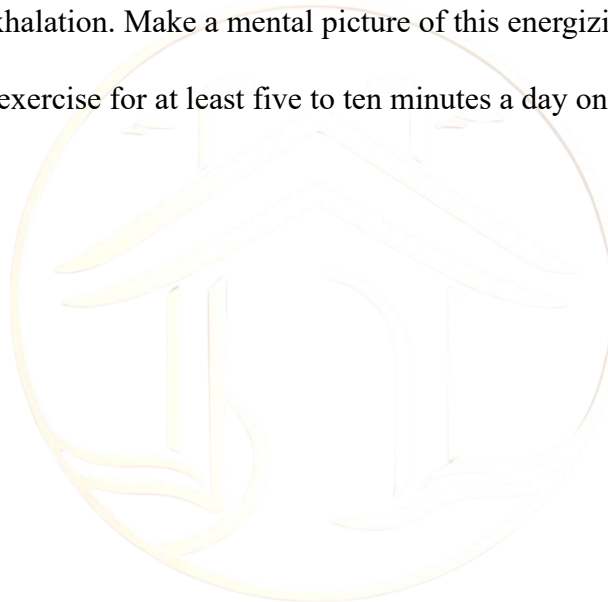 xhalation. Make a mental picture of this energizi
exercise for at least five to ten minutes a day on